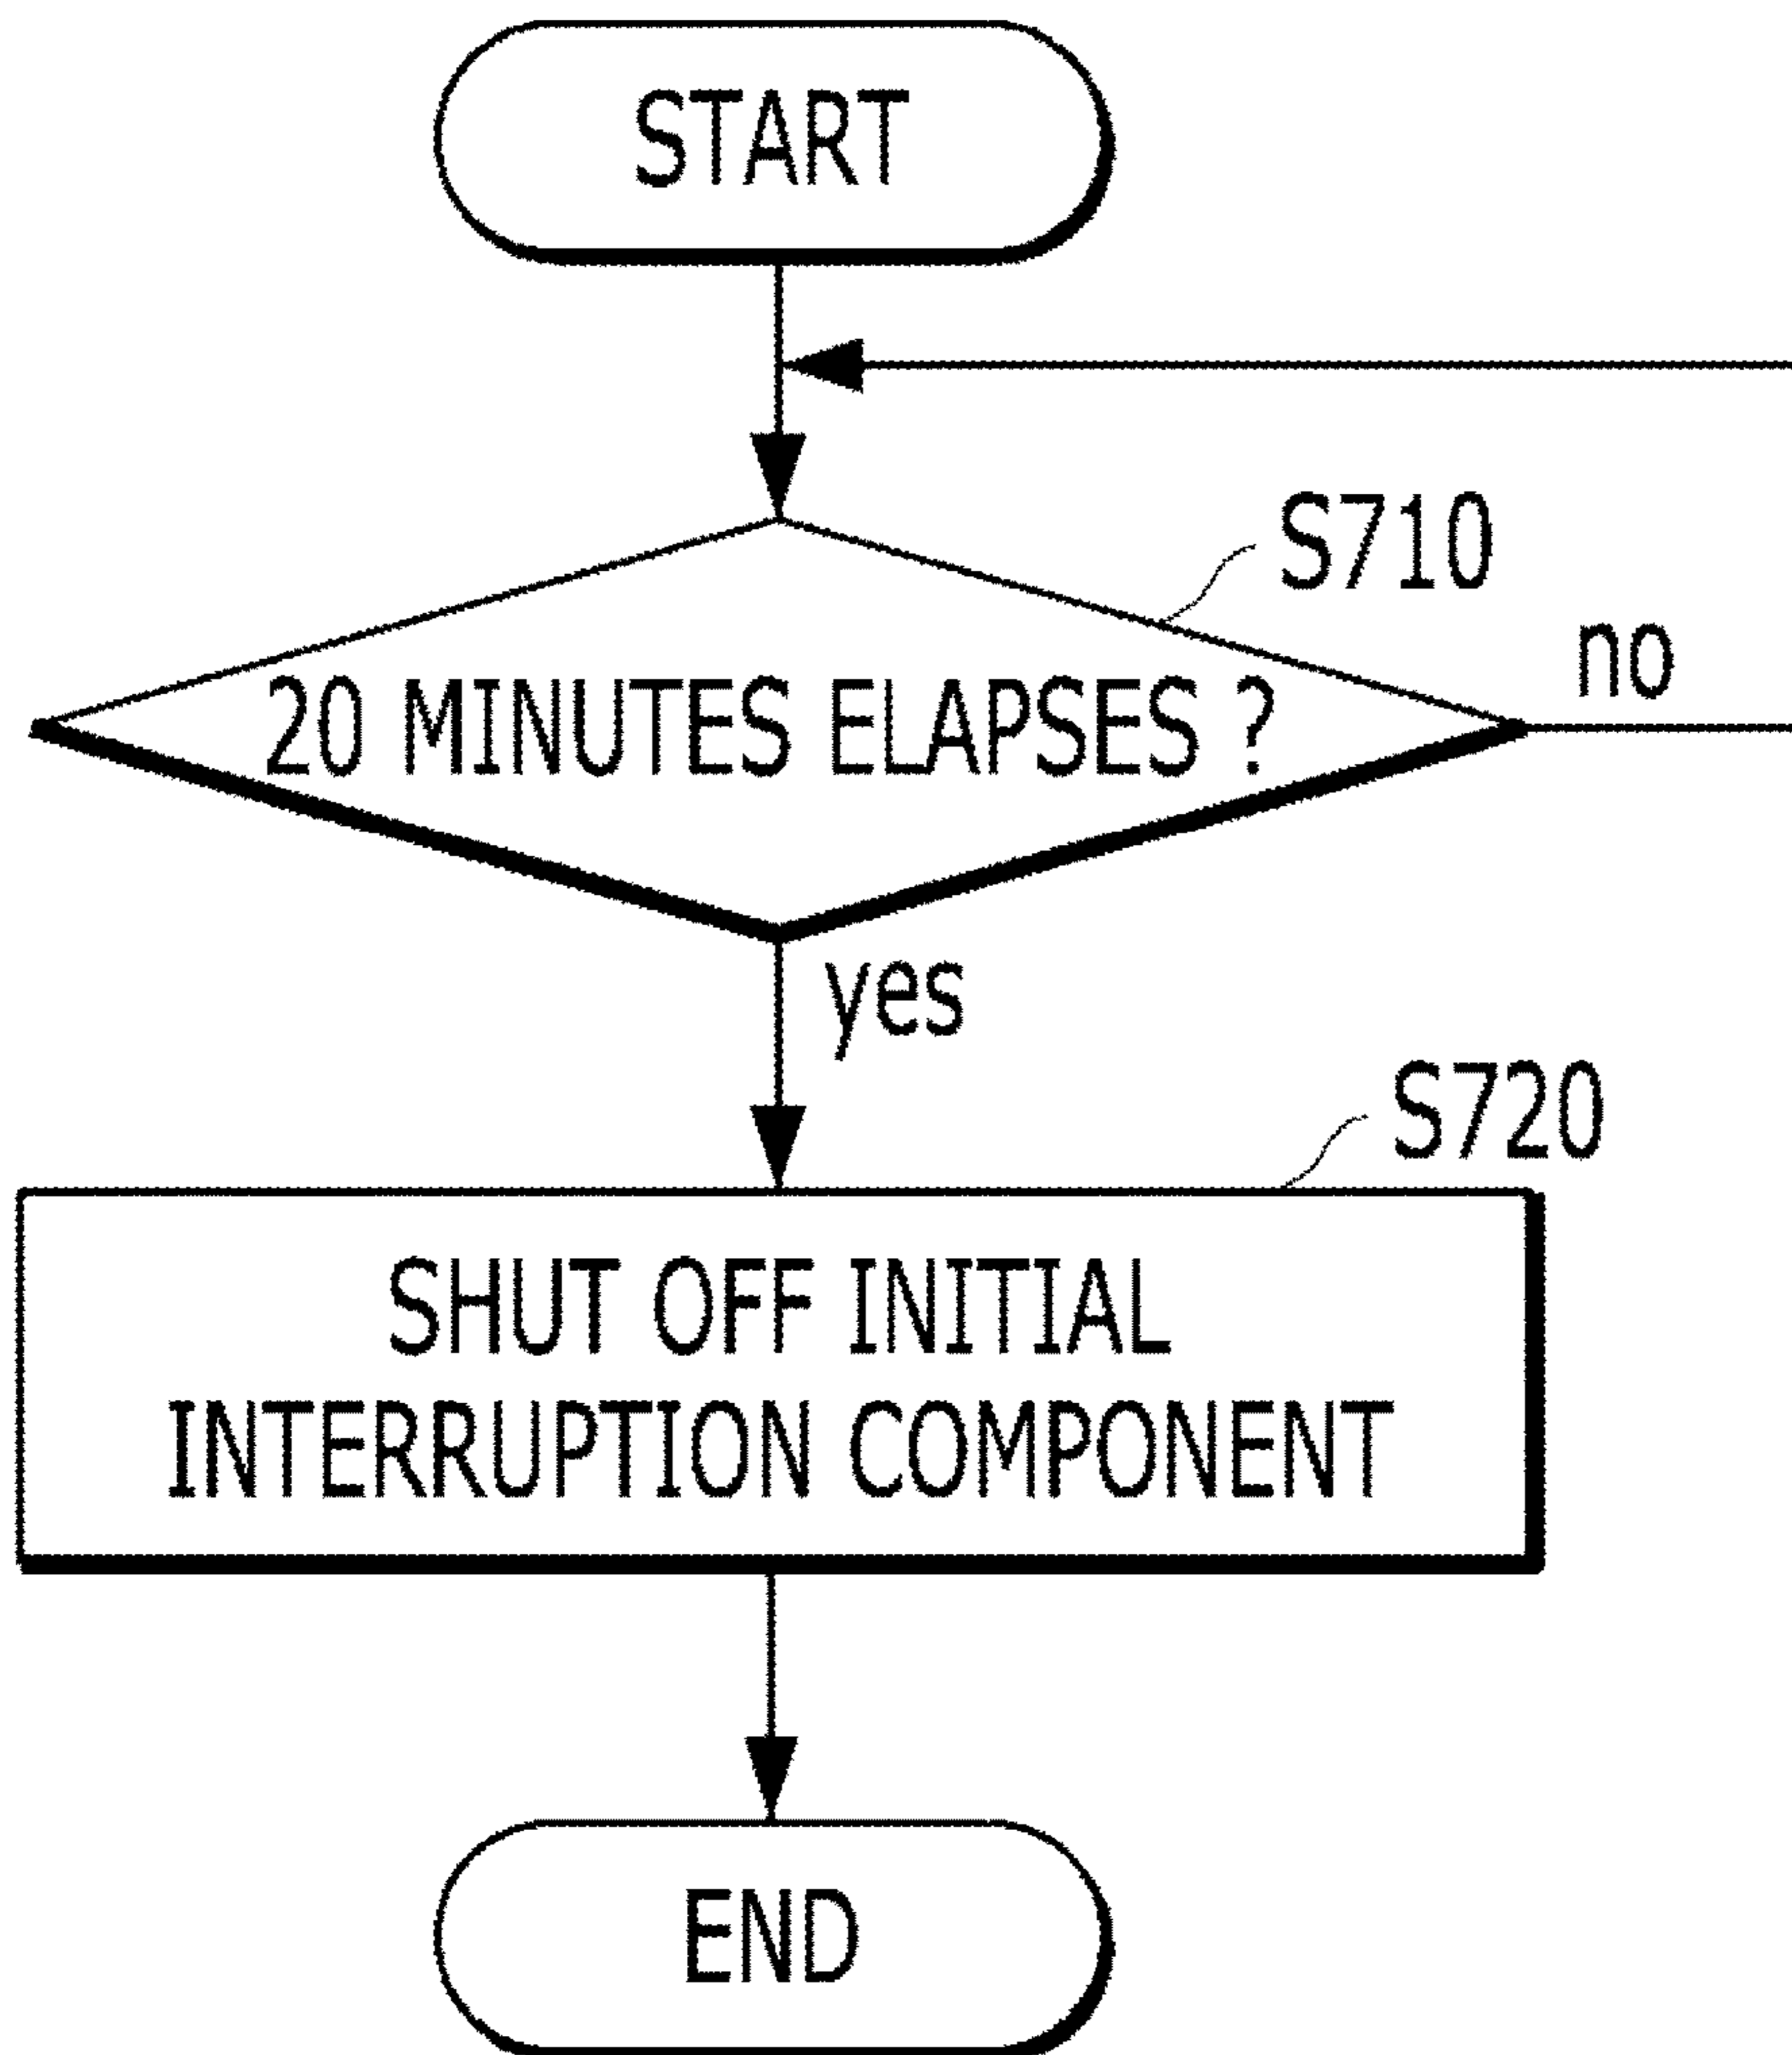 START
S710
20 MINUTES ELAPSES ?
no
yes
S720
SHUT OFF INITIAL
INTERRUPTION COMPONENT
END